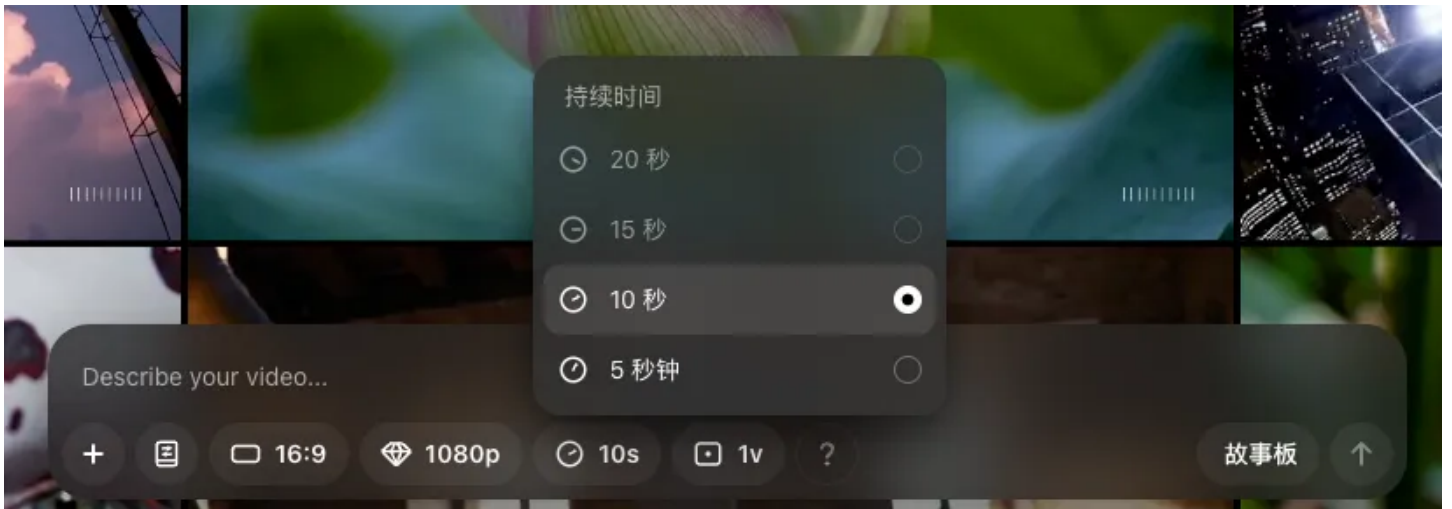 持续时间
20 秒
15 秒
10 秒
5 秒钟
Describe your video...
16:9 1080p 10s 1v ? 故事板